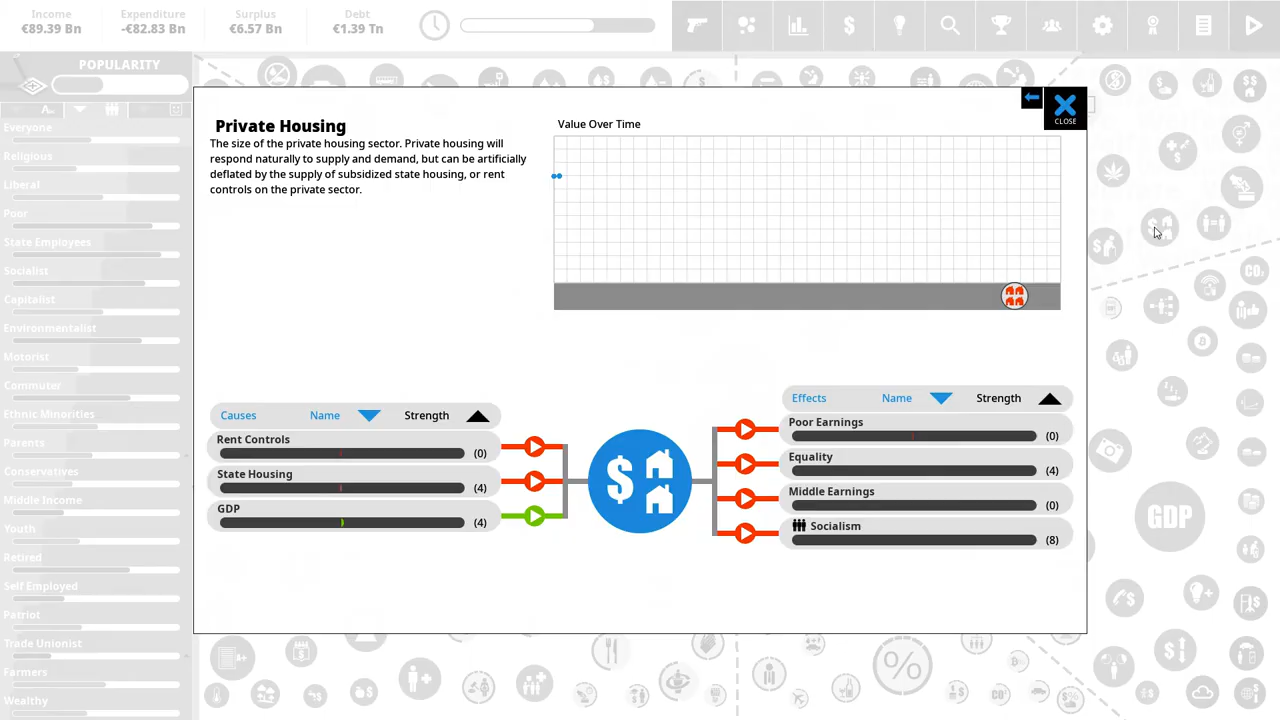 Income
Expenditure
Surplus
Debt
€89.39 Bn
-€82.83 Bn
€6.57 Bn
€1.39 Tn
POPULARITY
Everyone
Religious
Liberal
Poor
State Employees
Socialist
Capitalist
Environmentalist
Motorist
Commuter
Ethnic Minorities
Parents
Conservatives
Middle Income
Youth
Retired
Self Employed
Patriot
Trade Unionist
Farmers
Wealthy
Private Housing
The size of the private housing sector. Private housing will
respond naturally to supply and demand, but can be artificially
deflated by the supply of subsidized state housing, or rent
controls on the private sector.
Value Over Time
CLOSE
Causes
Name
Strength
Rent Controls
(0)
State Housing
(4)
GDP
(4)
Effects
Name
Strength
Poor Earnings
(0)
Equality
(4)
Middle Earnings
(0)
Socialism
(8)
CO₂
GDP
CO²